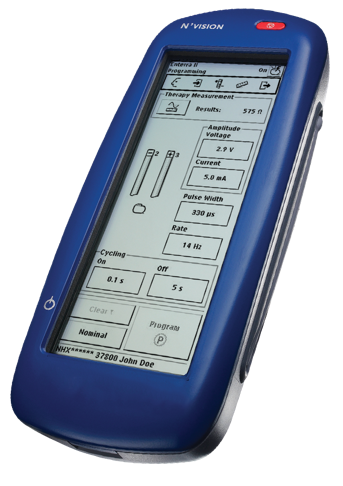 N'VISION
Enterra II
Programming On
Therapy Measurement
Results: 575 Ω
Amplitude
Voltage
2.9 V
2 3
Current
5.0 mA
Pulse Width
330 µs
Rate
14 Hz
Cycling
On Off
0.1 s 5 s
Clear
Nominal
Program
P
NHX****** 37800 John Doe